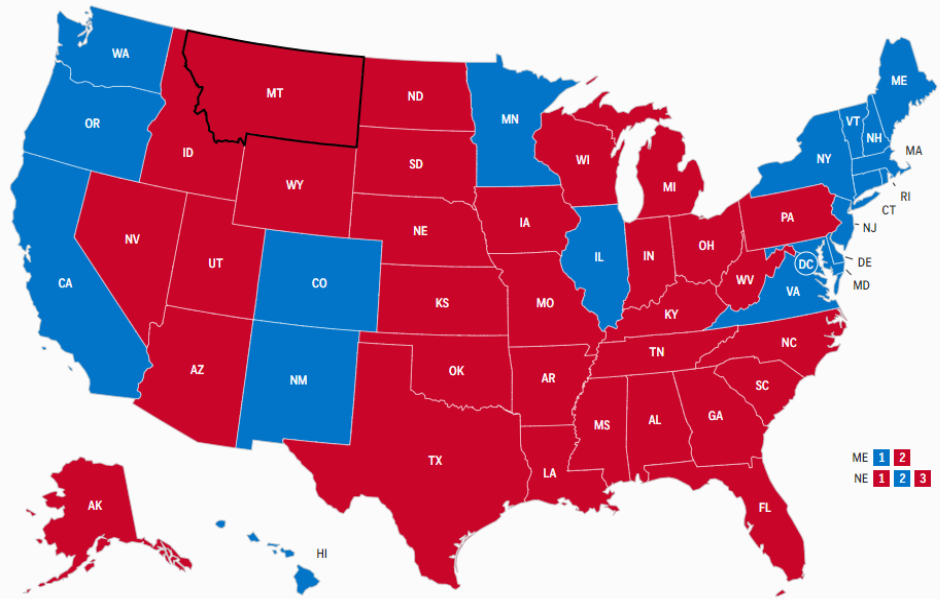 WA
MT
ND
MN
ME
OR
ID
SD
WI
MI
NY
VT
NH
MA
RI
CT
NJ
WY
IA
PA
NE
NV
UT
CO
CA
KS
MO
IL
IN
OH
WV
VA
DC
DE
MD
KY
AZ
NM
OK
AR
TN
NC
SC
MS
AL
GA
TX
LA
FL
AK
HI
ME 1 2
NE 1 2 3